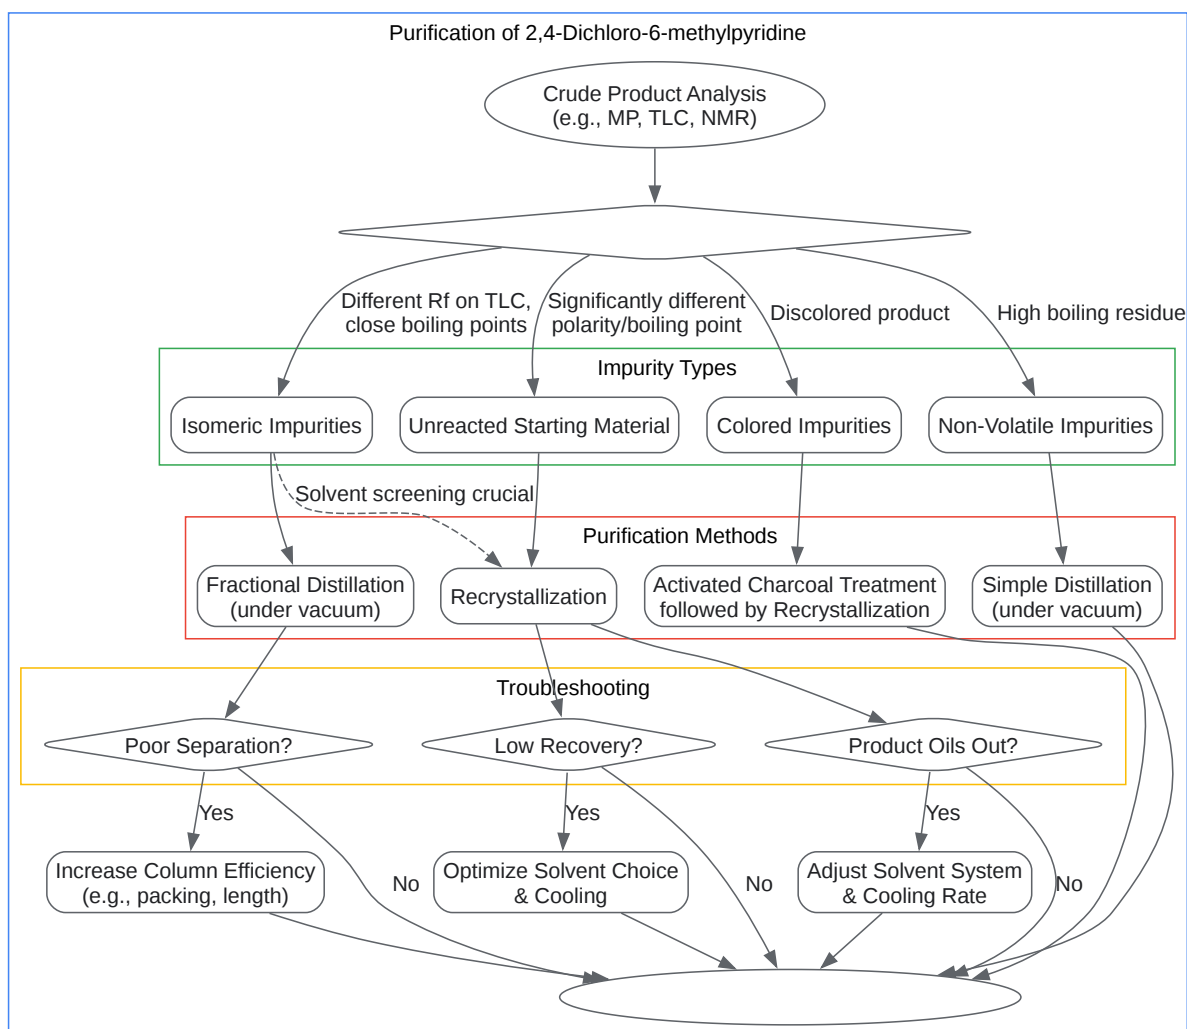 Purification of 2,4-Dichloro-6-methylpyridine
Crude Product Analysis
(e.g., MP, TLC, NMR)
Different Rf on TLC,
close boiling points
Significantly different
polarity/boiling point
Discolored product
High boiling residue
Impurity Types
Isomeric Impurities
Unreacted Starting Material
Colored Impurities
Non-Volatile Impurities
Solvent screening crucial
Purification Methods
Fractional Distillation
(under vacuum)
Recrystallization
Activated Charcoal Treatment
followed by Recrystallization
Simple Distillation
(under vacuum)
Troubleshooting
Poor Separation?
Low Recovery?
Product Oils Out?
Yes
Yes
Yes
Increase Column Efficiency
(e.g., packing, length)
No
Optimize Solvent Choice
& Cooling
No
Adjust Solvent System
& Cooling Rate
No